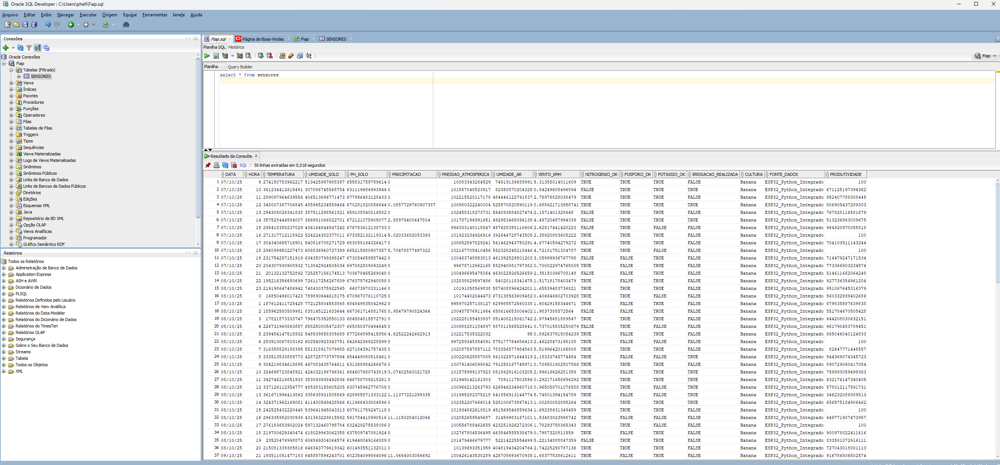 Oracle SQL Developer : C:\Users\phell\Fiap.sql
Arquivo Editar Exibir Navegar Executar Origem Equipe Ferramentas Janela Ajuda
Conexões
Oracle Conexões
Fiap
Tabelas (Filtrado)
SENSORES
Views
Índices
Pacotes
Procedures
Funções
Operadores
Filas
Tabelas de Filas
Triggers
Tipos
Sequências
Views Materializadas
Logs de Views Materializadas
Sinônimos
Sinônimos Públicos
Links de Banco de Dados
Links de Bancos de Dados Públicos
Diretórios
Edições
Esquemas XML
Java
Repositório de BD XML
Opção OLAP
Views Analíticas
Programador
Gráfico Semântico RDF
Relatórios
Todos os Relatórios
Administração de Banco de Dados
Application Express
ASH e AWR
Dicionário de Dados
PLSQL
Relatórios Definidos pelo Usuário
Relatórios de View Analítica
Relatórios do Data Modeler
Relatórios do Dicionário de Dados
Relatórios do TimesTen
Relatórios OLAP
Segurança
Sobre o Seu Banco de Dados
Streams
Tabela
Todos os Objetos
XML
Fiap.sql Página de Boas-Vindas Fiap SENSORES
Planilha SQL Histórico
Fiap
Planilha Query Builder
select * from sensores
Resultado da Consulta
SQL 50 linhas extraídas em 0,018 segundos
DATA HORA TEMPERATURA UMIDADE_SOLO PH_SOLO PRECIPITACAO PRESSAO_ATMOSFERICA UMIDADE_AR VENTO_KMH NITROGENIO_OK FOSFORO_OK POTASSIO_OK IRRIGACAO_REALIZADA CULTURA FONTE_DADOS PRODUTIVIDADE
1 07/10/25 9 274150753962217 513425997988397 655831759759614 0 10083343264529 74919139688991 5.31355014011609 TRUE TRUE TRUE FALSE Banana ESP32_Python_Integrado 100
2 07/10/25 10 361234412615491 307086745568784 631119684993944 0 101557048523917 82350870204325 0.84249608496894 FALSE TRUE TRUE TRUE Banana ESP32_Python_Integrado 671125197394362
3 07/10/25 11 289097964639556 406513696771473 677956483128433 0 102215520117178 484446122791837 2.75975828038479 TRUE TRUE TRUE FALSE Banana ESP32_Python_Integrado 952407788308445
4 07/10/25 12 348007367706845 485965234559464 670281820856644 0.0857729760907387 100980322240004 525570820590119 0.688621713958741 TRUE TRUE TRUE TRUE Banana ESP32_Python_Integrado 806905437289303
5 07/10/25 13 294305026341838 387511298561821 659108840016582 0 102458318273731 564093584827474 2.1571401328648 FALSE TRUE TRUE FALSE Banana ESP32_Python_Integrado 767828116581679
6 07/10/25 14 357528444584007 366691066822701 672121075905077 2.88979400647804 101787196991651 492953468096138 4.49720457994339 FALSE TRUE TRUE TRUE Banana ESP32_Python_Integrado 513236863009675
7 07/10/25 15 295418358237029 436164844547242 676753612138733 0 996333140118547 457628358116606 2.62817441420223 FALSE TRUE FALSE FALSE Banana ESP32_Python_Integrado 964920970055818
8 07/10/25 16 271317712115922 524224382377011 673352132119314 5.02033682053393 101923234926916 392644728743505 2.35920883605222 TRUE TRUE TRUE FALSE Banana ESP32_Python_Integrado 100
9 07/10/25 17 304340665716901 540816708271729 683058164326417 0 100652597829241 561462943750291 4.67740594279272 FALSE TRUE TRUE FALSE Banana ESP32_Python_Integrado 704103511143244
10 07/10/25 18 296099950227473 608836960727399 665215980907357 5.70478877497322 102167705410456 552328245218446 4.72181751304787 TRUE TRUE FALSE FALSE Banana ESP32_Python_Integrado 100
11 07/10/25 19 231754297151919 634350799398247 673054659557442 0 100463748953813 461392529501203 3.05999936767798 FALSE FALSE TRUE FALSE Banana ESP32_Python_Integrado 714479247171534
12 07/10/25 20 204307930908932 713842924505036 697082809093249 0 99678712962168 552940081797382 0.700022974765005 TRUE FALSE TRUE FALSE Banana ESP32_Python_Integrado 773366903234574
13 08/10/25 21 20132132752892 725257156174513 703678465269048 0 100496695475064 463022926526659 2.35150396708148 FALSE FALSE TRUE FALSE Banana ESP32_Python_Integrado 514611662064248
14 08/10/25 22 195216356680699 726117256267809 676375762940058 0 102838829597486 54020118341475 1.51718178403479 TRUE FALSE TRUE FALSE Banana ESP32_Python_Integrado 927736354961204
15 08/10/25 23 219198647486942 748430375922545 66073970331146 0 10191058569838 587408896424201 1.65539483736821 TRUE TRUE TRUE FALSE Banana ESP32_Python_Integrado 951067645316379
16 08/10/25 0 16850496017423 789890644618175 670967076110725 0 10174402044473 673138563609482 0.406646602703928 TRUE TRUE FALSE FALSE Banana ESP32_Python_Integrado 560332939402686
17 08/10/25 1 187612411728428 772125804553868 684849835042962 0 995970257138127 629985572560338 1.60429158344671 TRUE FALSE TRUE FALSE Banana ESP32_Python_Integrado 679835587639838
18 08/10/25 2 185962580509981 838145121633644 667361714881768 8.95479790824366 100487576911664 658616653006402 1.9837388572564 FALSE FALSE TRUE FALSE Banana ESP32_Python_Integrado 551784670505428
19 08/10/25 3 17821873333747 796478352850133 684584815572791 0 102228155453937 851408215061742 2.97945681889547 TRUE TRUE TRUE FALSE Banana ESP32_Python_Integrado 644208030632151
20 08/10/25 4 226731960863857 658250005472307 665050370494645 0 100988281184897 887011565528641 0.737015505250679 FALSE TRUE FALSE FALSE Banana ESP32_Python_Integrado 961790483709451
21 08/10/25 5 239454147515932 548539858305688 677266895415856 4.62522242662913 102217535322032 95 0.892637915054239 TRUE FALSE TRUE FALSE Banana ESP32_Python_Integrado 865046040124833
22 08/10/25 6 253913067803162 602540923343751 642642369228599 0 997259345354091 875177764686413 2.46228473198108 TRUE FALSE FALSE FALSE Banana ESP32_Python_Integrado 100
23 08/10/25 7 316358829188395 551318917079988 627184391757435 0 102087597857112 783356577984863 5.51996420166808 TRUE TRUE TRUE FALSE Banana ESP32_Python_Integrado 82647771448557
24 08/10/25 8 333513533889773 428725773797594 654449080518461 0 100220625887005 861022971644319 2.15333745774454 TRUE FALSE FALSE TRUE Banana ESP32_Python_Integrado 544369074345723
25 08/10/25 9 304219834615895 447083435764611 631368984266676 0 100791406099042 791258167745971 0.709501902507556 TRUE TRUE TRUE FALSE Banana ESP32_Python_Integrado 890729060417054
26 08/10/25 10 324698723848921 424032196796361 664607680743819 3.07402560021728 101575999137923 881862916103205 2.99616626281359 TRUE FALSE TRUE TRUE Banana ESP32_Python_Integrado 759993059499363
27 08/10/25 11 342746216851933 353093938492836 646788709218261 0 101949142161803 7091117503596 0.292171658696292 TRUE TRUE TRUE TRUE Banana ESP32_Python_Integrado 632176147340405
28 08/10/25 12 337126112354777 485383158605205 630745962776705 0 100966213263793 626946234960718 0.965058701076588 TRUE TRUE FALSE TRUE Banana ESP32_Python_Integrado 578012117591731
29 08/10/25 13 361671996413862 338638931805569 628985871333122 1.11377221299335 101995282375218 641856913144774 5.74801394154789 TRUE FALSE FALSE TRUE Banana ESP32_Python_Integrado 346232089309813
30 08/10/25 14 324371962169081 411400549428566 611966433004596 0 102352207666014 528100673867413 1.00280082895264 TRUE TRUE TRUE TRUE Banana ESP32_Python_Integrado 656575184906462
31 08/10/25 15 242525432220448 539641945043313 607911759247118 0 101934862610819 451569546859634 1.69238631349459 TRUE TRUE TRUE FALSE Banana ESP32_Python_Integrado 100
32 08/10/25 16 296335952030939 431363229815592 591784410990516 11.1150284012066 102052659549687 31459983167101 1.53483023998742 TRUE FALSE FALSE FALSE Banana ESP32_Python_Integrado 649771907473957
33 08/10/25 17 276183653902024 597132460795784 632429275538086 0 100556788462655 423251926272306 1.78293758365343 TRUE TRUE FALSE FALSE Banana ESP32_Python_Integrado 100
34 08/10/25 18 219700629340474 618029963062358 637509747081924 0 102767804536495 463846555538479 0.7987320811559 TRUE FALSE TRUE FALSE Banana ESP32_Python_Integrado 900978022411616
35 08/10/25 19 23520476998873 606849204064576 619440049166089 0 101479446679777 52214225554499 5.22134888847359 FALSE TRUE TRUE FALSE Banana ESP32_Python_Integrado 833501072916111
36 08/10/25 20 215081339385816 646343779619342 601493551132011 0 10139693351959 404819434204764 2.74225290787136 TRUE TRUE TRUE FALSE Banana ESP32_Python_Integrado 727043018001113
37 09/10/25 21 193511051477183 645857596243701 602354099864096 11.0664003056692 100426143530289 425708693670935 1.68377538612611 TRUE FALSE TRUE FALSE Banana ESP32_Python_Integrado 916786806502574